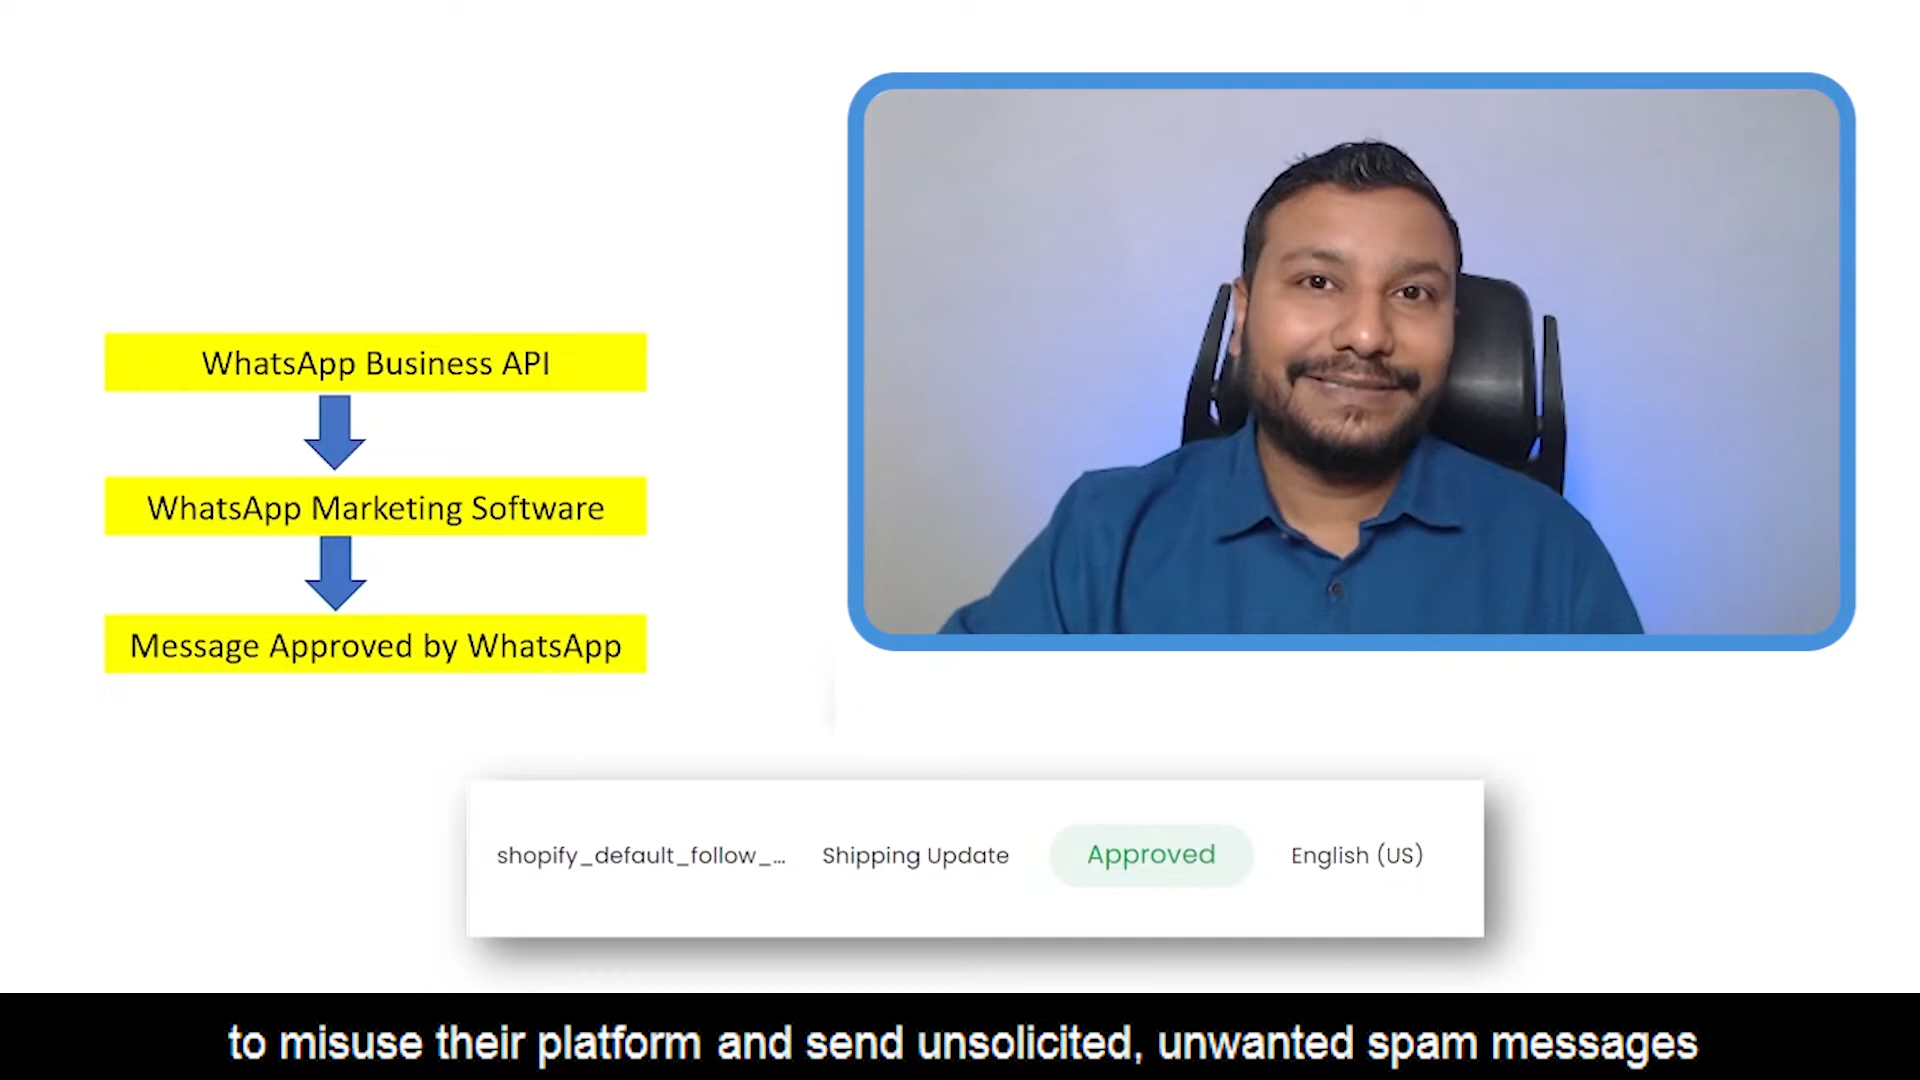 WhatsApp Business API
WhatsApp Marketing Software
Message Approved by WhatsApp
shopify_default_follow_... Shipping Update Approved English (US)
to misuse their platform and send unsolicited, unwanted spam messages